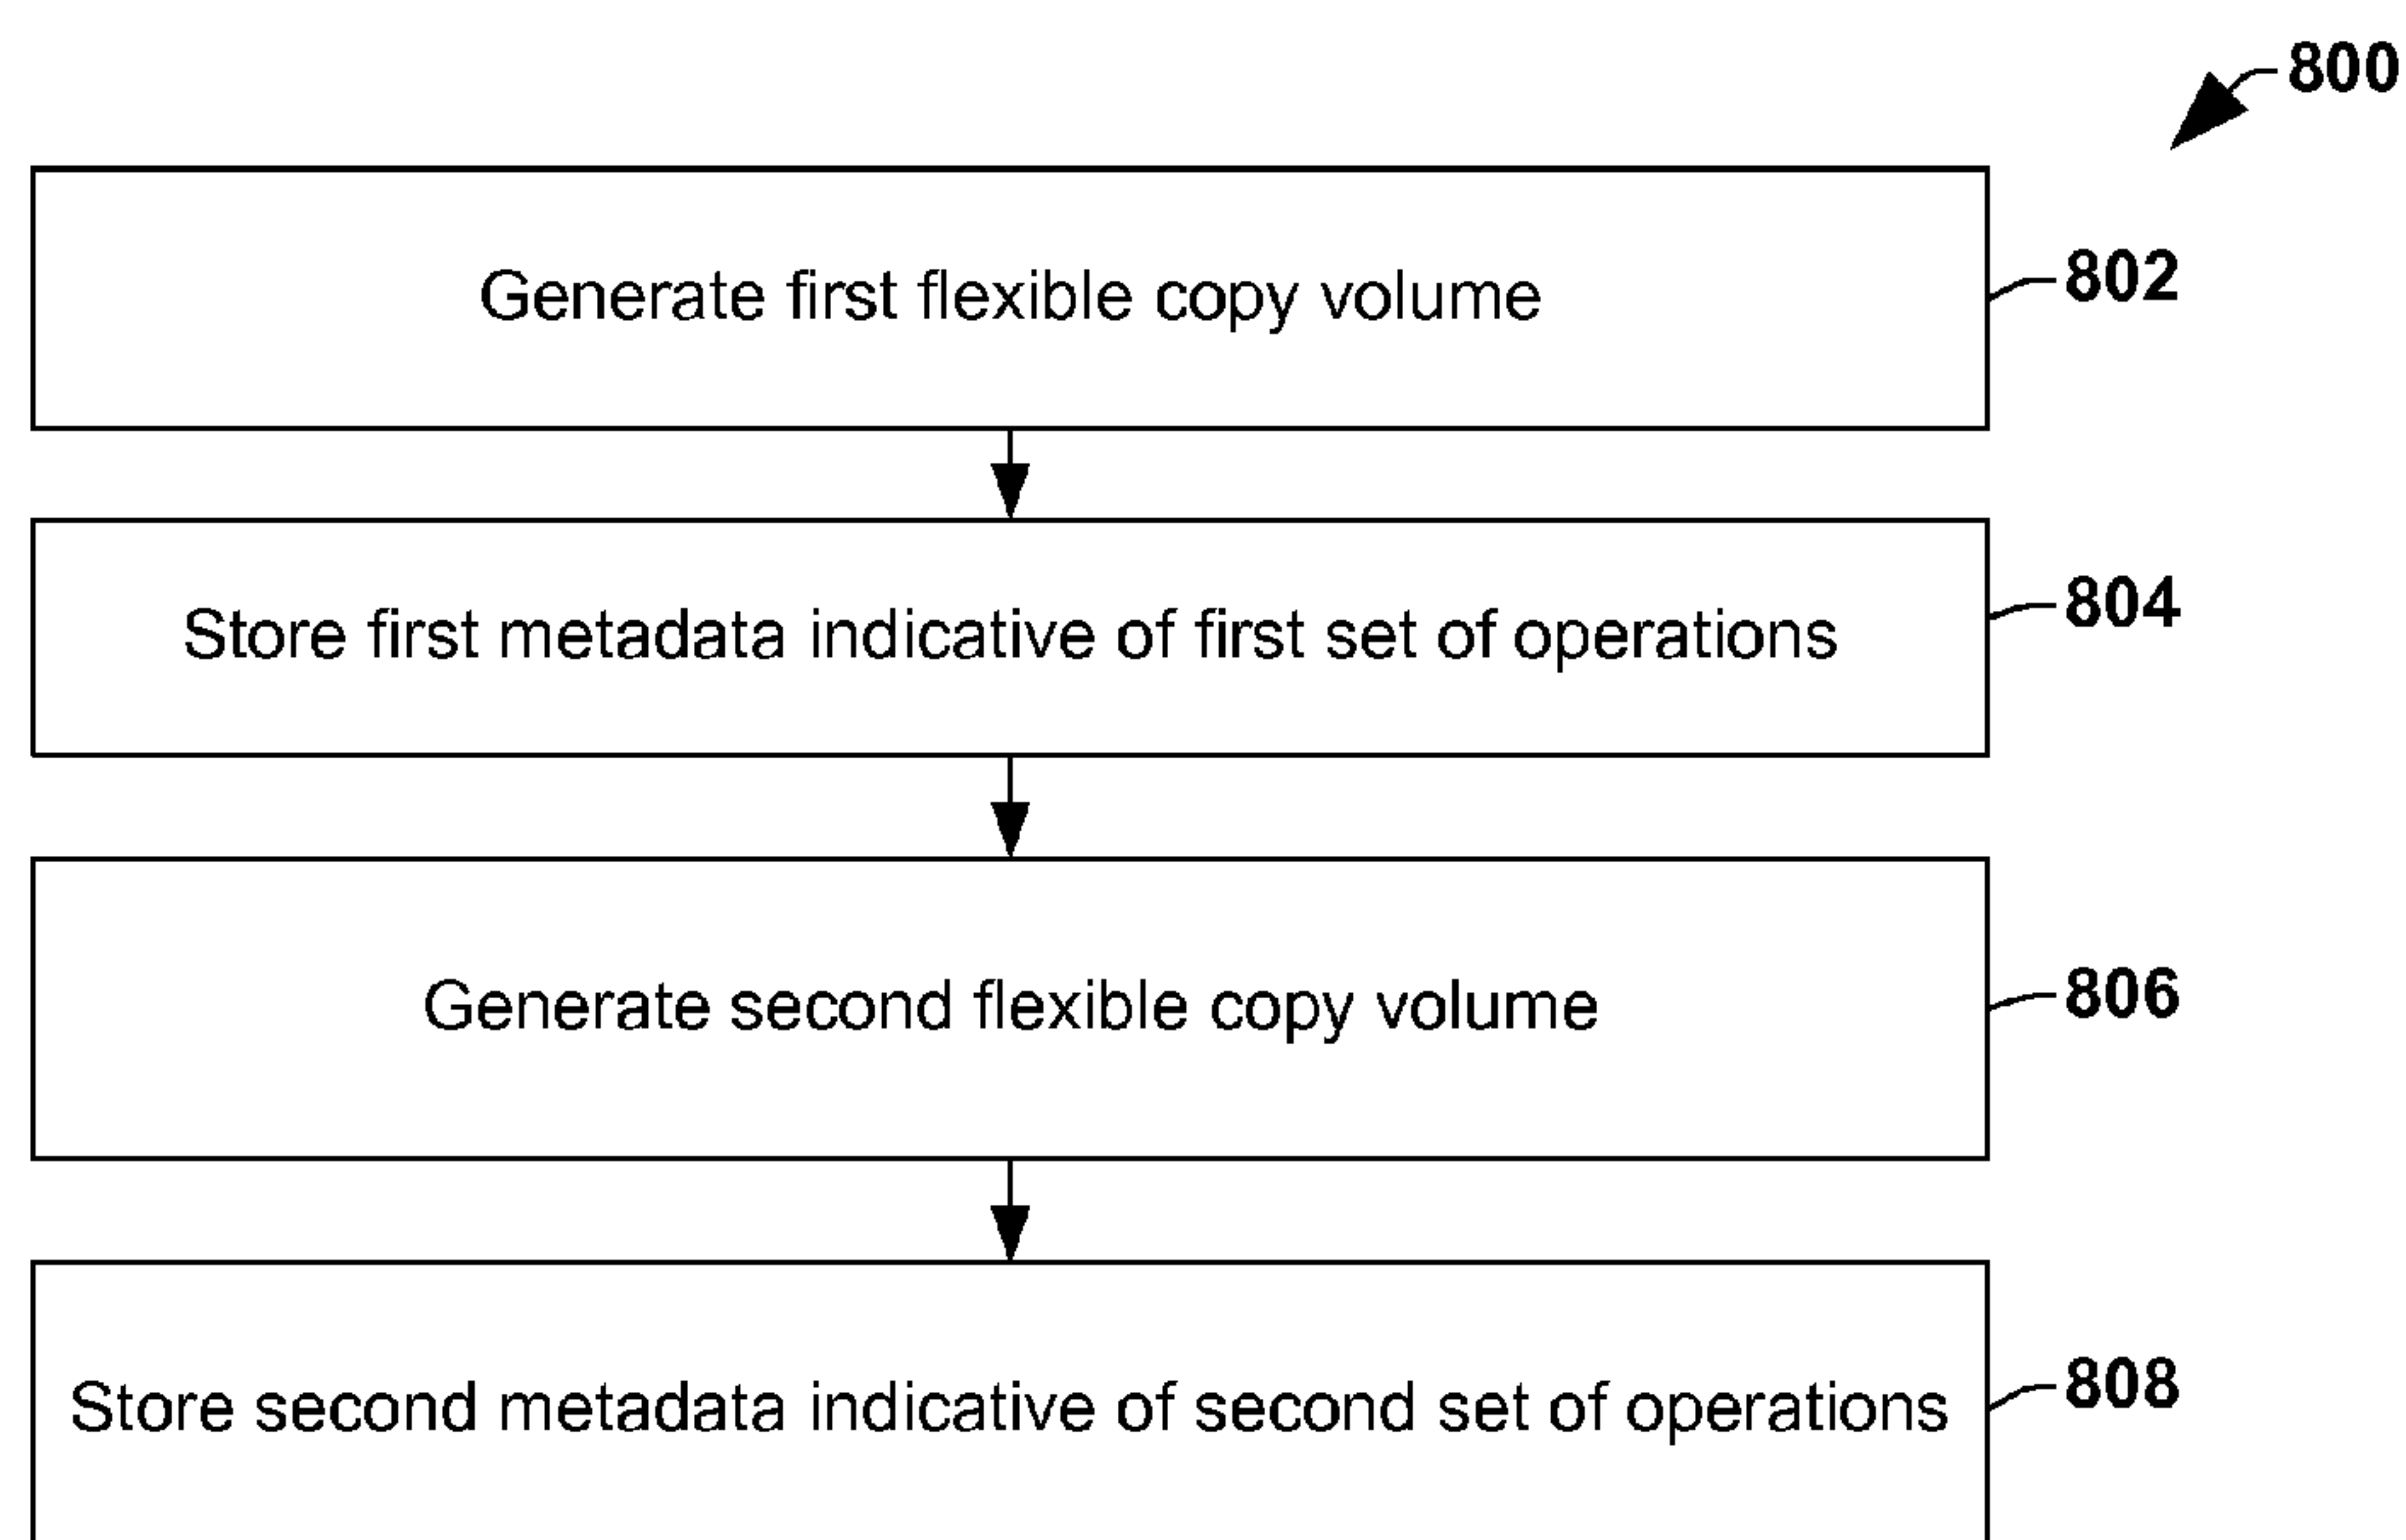 800
Generate first flexible copy volume
802
Store first metadata indicative of first set of operations
804
Generate second flexible copy volume
806
Store second metadata indicative of second set of operations
808